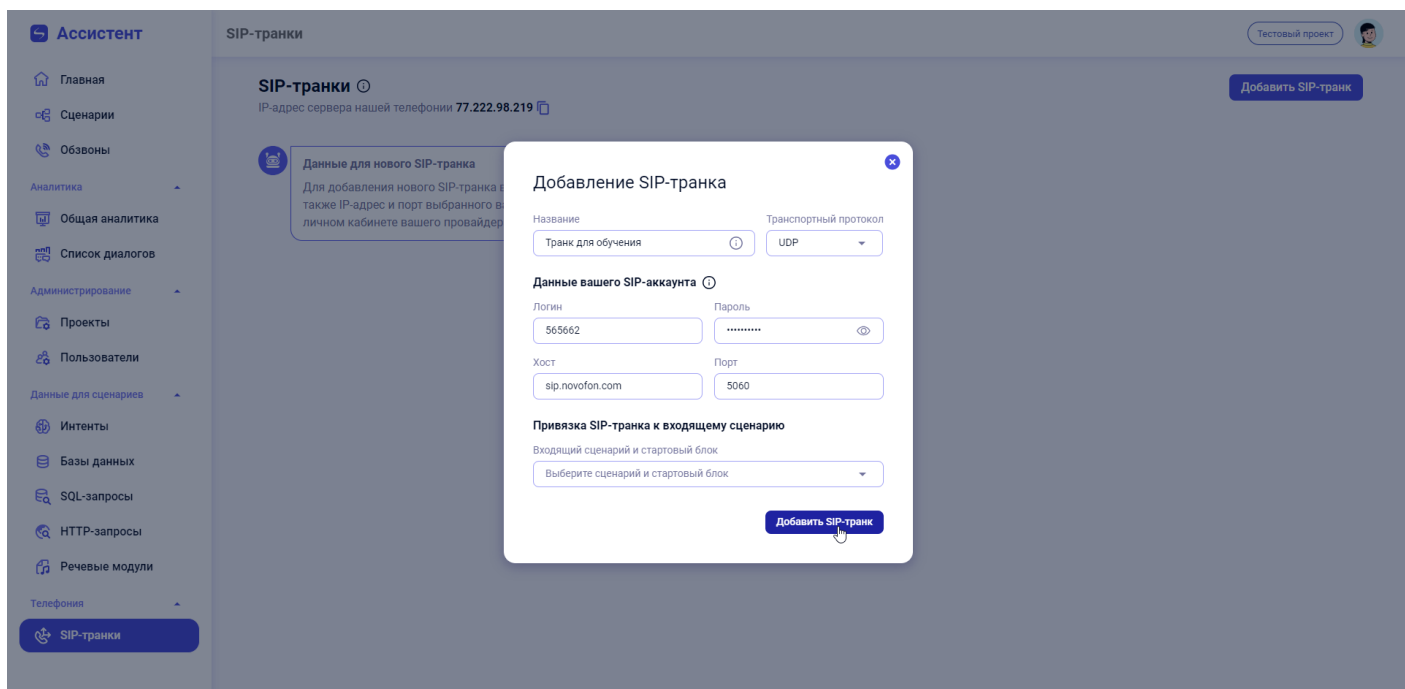 Ассистент
SIP-транки
Тестовый проект
Главная
Сценарии
Обзвоны
Аналитика
Общая аналитика
Список диалогов
Администрирование
Проекты
Пользователи
Данные для сценариев
Интенты
Базы данных
SQL-запросы
HTTP-запросы
Речевые модули
Телефония
SIP-транки
SIP-транки
IP-адрес сервера нашей телефонии 77.222.98.219
Добавить SIP-транк
Данные для нового SIP-транка
Для добавления нового SIP-транка в
также IP-адрес и порт выбранного
личном кабинете вашего провайдер
Добавление SIP-транка
Название
Транспортный протокол
Транк для обучения
UDP
Данные вашего SIP-аккаунта
Логин
Пароль
565662
••••••••••
Хост
Порт
sip.novofon.com
5060
Привязка SIP-транка к входящему сценарию
Входящий сценарий и стартовый блок
Выберите сценарий и стартовый блок
Добавить SIP-транк